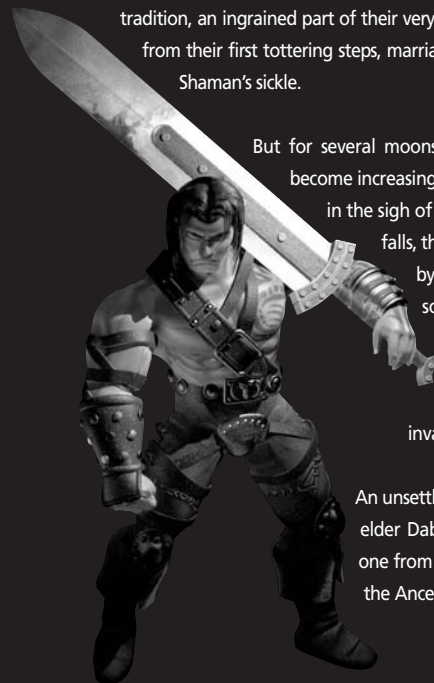 tradition, an ingrained part of their very
from their first tottering steps, marria
Shaman's sickle.
But for several moons
become increasing
in the sigh of
falls, th
by
so
inva
An unsettl
elder Dab
one from
the Ance